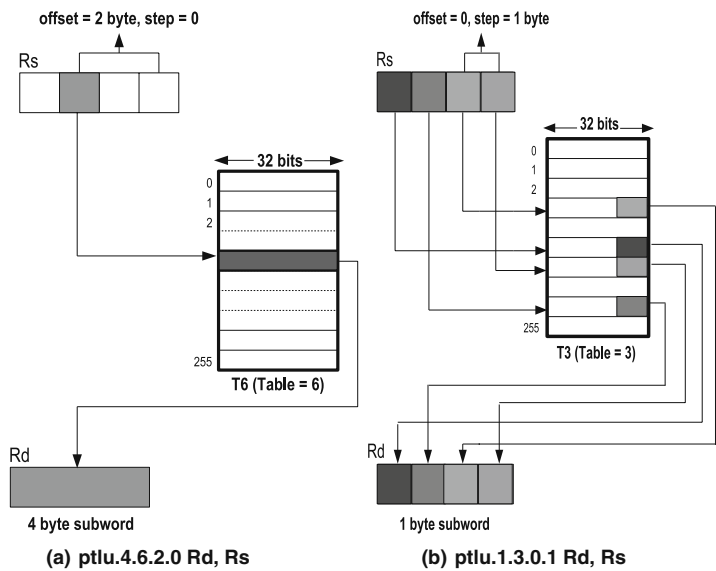 offset = 2 byte, step = 0
Rs
32 bits
0
1
2
255
T6 (Table = 6)
Rd
4 byte subword
(a) ptlu.4.6.2.0 Rd, Rs
offset = 0, step = 1 byte
Rs
32 bits
0
1
2
255
T3 (Table = 3)
Rd
1 byte subword
(b) ptlu.1.3.0.1 Rd, Rs